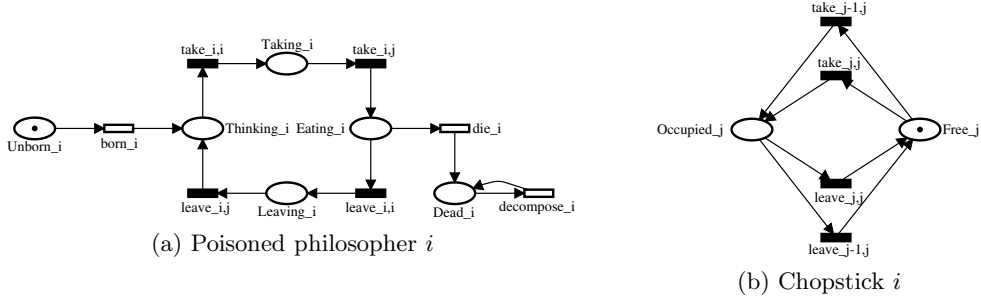 take_i,i
Taking_i
take_i,j
Unborn_i
born_i
Thinking_i
Eating_i
die_i
leave_i,j
Leaving_i
leave_i,i
Dead_i
decompose_i
(a) Poisoned philosopher i
take_j-1,j
take_j,j
Occupied_j
Free_j
leave_j,j
leave_j-1,j
(b) Chopstick i